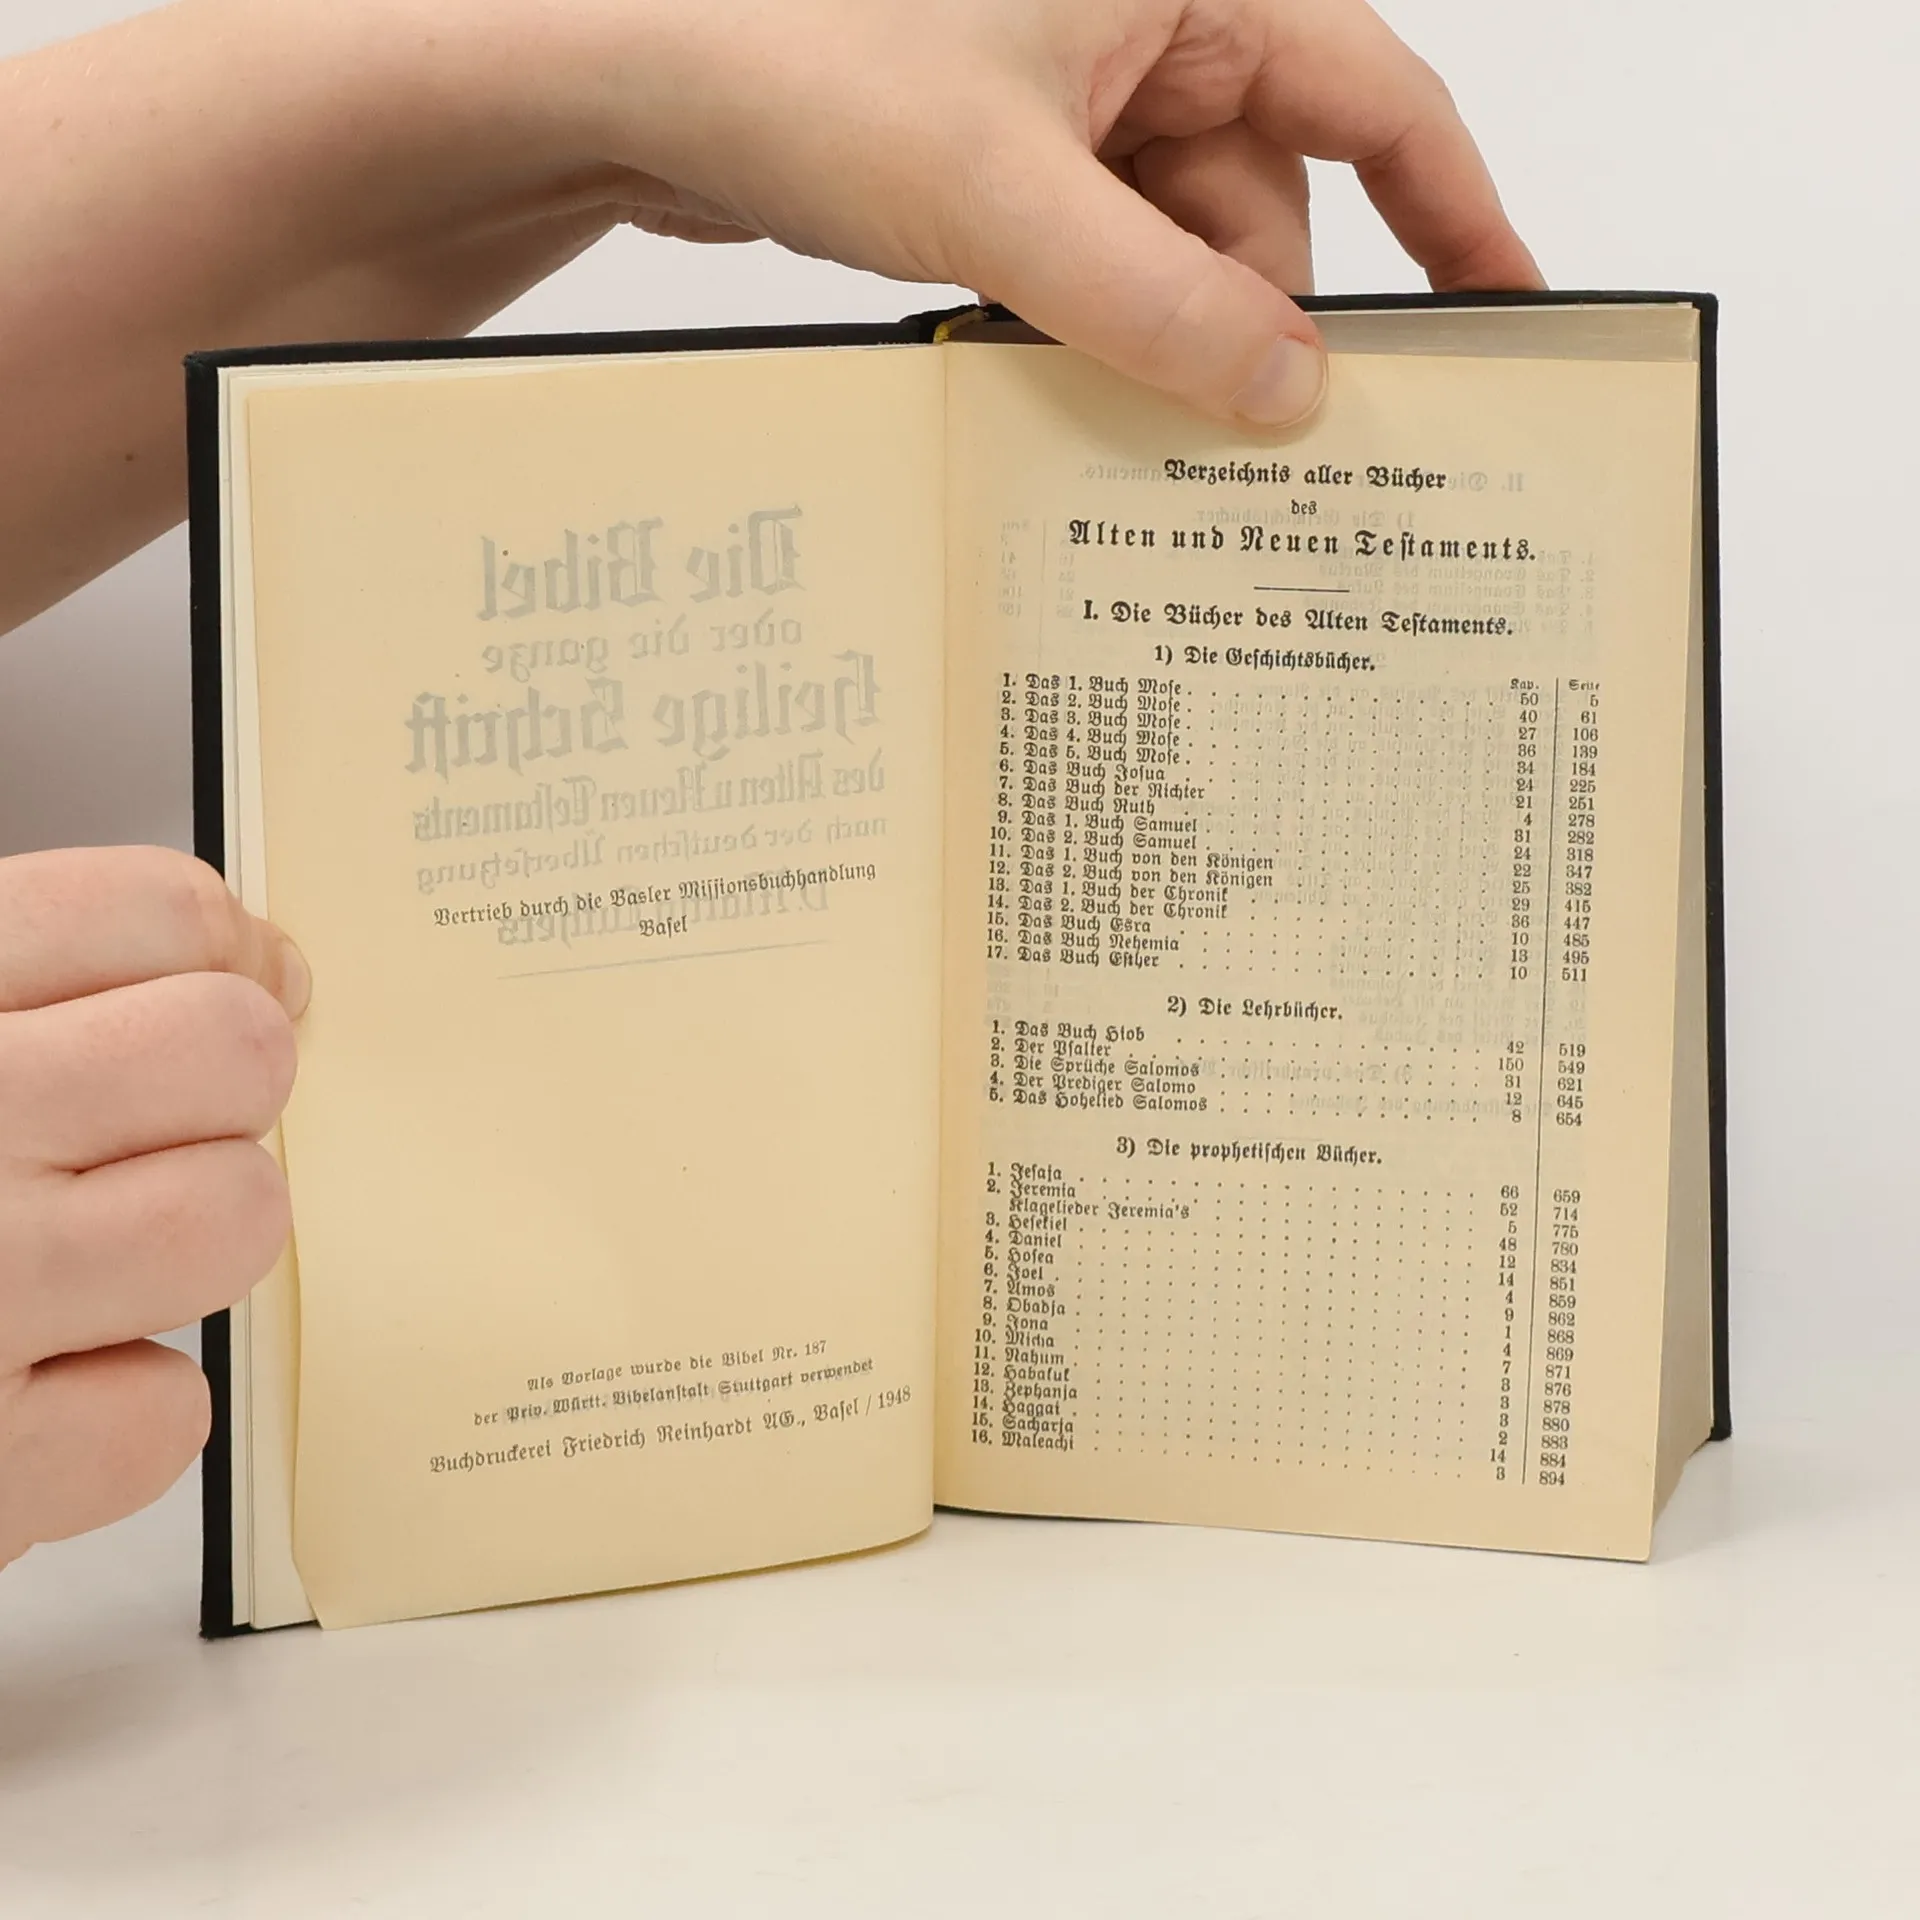 Vertrieb durch die Basler Missionsbuchhandlung
Basel
Als Vorlage wurde die Bibel Nr. 187
der Priv. Württ. Bibelanstalt Stuttgart verwendet
Buchdruckerei Friedrich Reinhardt AG., Basel / 1948
Verzeichnis aller Bücher
des
Alten und Neuen Testaments.
I. Die Bücher des Alten Testaments.
1) Die Geschichtsbücher.
Kap. Seite
1. Das 1. Buch Mose 50 5
2. Das 2. Buch Mose 40 61
3. Das 3. Buch Mose 27 106
4. Das 4. Buch Mose 36 139
5. Das 5. Buch Mose 34 184
6. Das Buch Josua 24 225
7. Das Buch der Richter 21 251
8. Das Buch Ruth 4 278
9. Das 1. Buch Samuel 31 282
10. Das 2. Buch Samuel 24 318
11. Das 1. Buch von den Königen 22 347
12. Das 2. Buch von den Königen 25 382
13. Das 1. Buch der Chronik 29 415
14. Das 2. Buch der Chronik 36 447
15. Das Buch Esra 10 485
16. Das Buch Nehemia 13 495
17. Das Buch Esther 10 511
2) Die Lehrbücher.
1. Das Buch Hiob 42 519
2. Der Psalter 150 549
3. Die Sprüche Salomos 31 621
4. Der Prediger Salomo 12 645
5. Das Hohelied Salomos 8 654
3) Die prophetischen Bücher.
1. Jesaja 66 659
2. Jeremia 52 714
Klagelieder Jeremia's 5 775
3. Hesekiel 48 780
4. Daniel 12 834
5. Hosea 14 851
6. Joel 4 859
7. Amos 9 862
8. Obadja 1 868
9. Jona 4 869
10. Micha 7 871
11. Nahum 3 876
12. Habakuk 3 878
13. Zephanja 3 880
14. Haggai 2 883
15. Sacharja 14 884
16. Maleachi 3 894